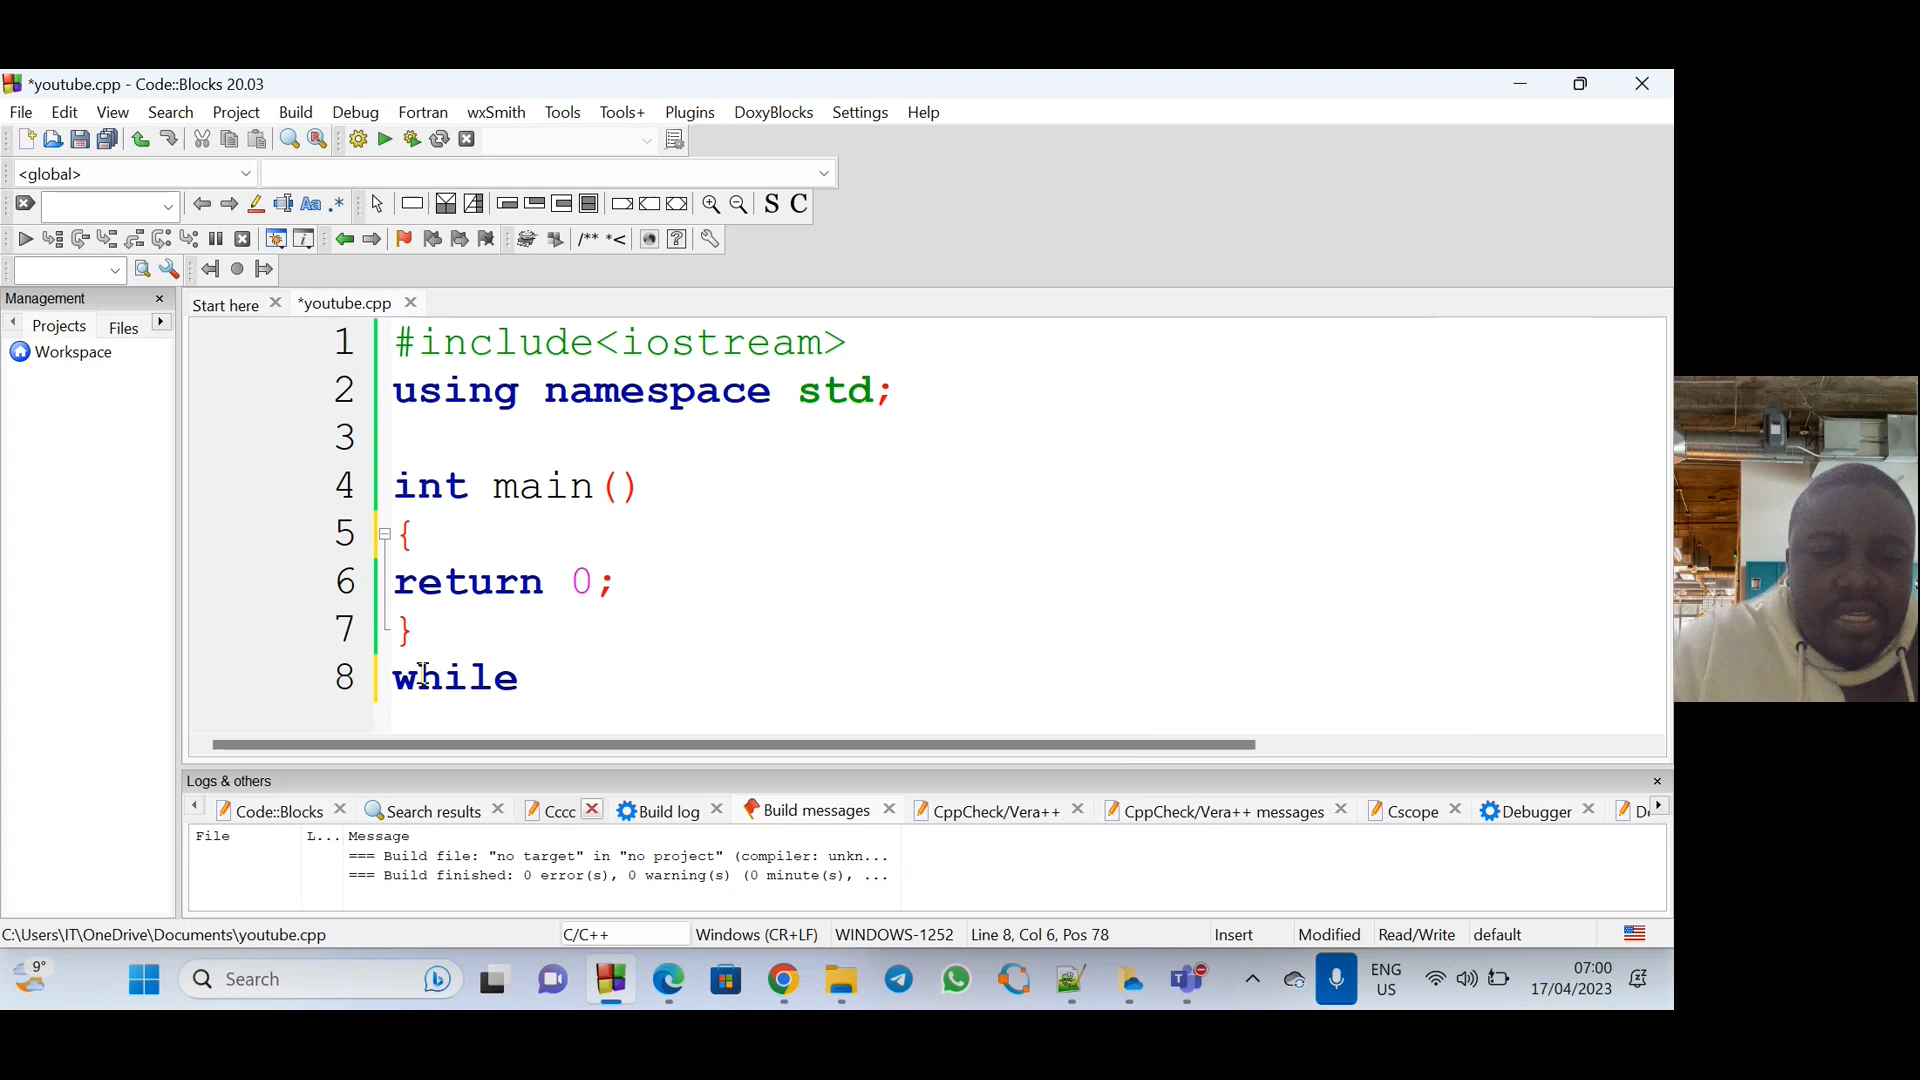 *youtube.cpp - Code::Blocks 20.03
File Edit View Search Project Build Debug Fortran wxSmith Tools Tools+ Plugins DoxyBlocks Settings Help
<global>
Aa .* S C
/** *<
Management
Start here *youtube.cpp
Projects Files
Workspace
1 #include<iostream>
2 using namespace std;
3
4 int main()
5 {
6 return 0;
7 }
8 while
Logs & others
Code::Blocks Search results Cccc Build log Build messages CppCheck/Vera++ CppCheck/Vera++ messages Cscope Debugger
File L... Message
=== Build file: "no target" in "no project" (compiler: unkn...
=== Build finished: 0 error(s), 0 warning(s) (0 minute(s), ...
C:\Users\IT\OneDrive\Documents\youtube.cpp C/C++ Windows (CR+LF) WINDOWS-1252 Line 8, Col 6, Pos 78 Insert Modified Read/Write default
9° Search ENG US 07:00
17/04/2023